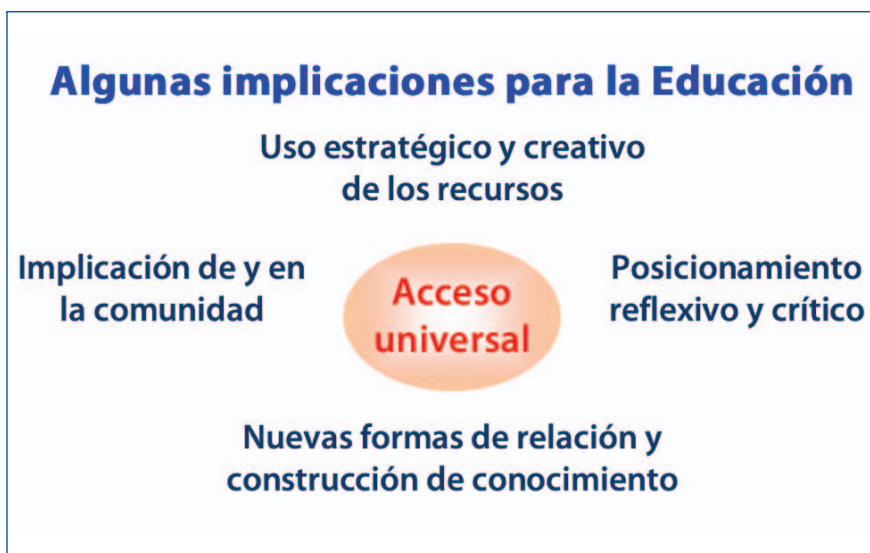 Algunas implicaciones para la Educación
Uso estratégico y creativo
de los recursos
Implicación de y en
la comunidad
Acceso
universal
Posicionamiento
reflexivo y crítico
Nuevas formas de relación y
construcción de conocimiento